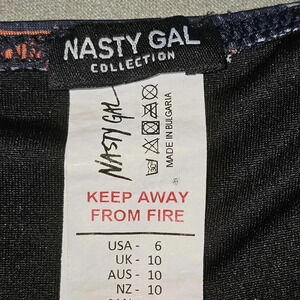 NASTY GAL
COLLECTION
NASTY GAL
MADE IN BULGARIA
KEEP AWAY
FROM FIRE
USA - 6
UK - 10
AUS - 10
NZ - 10